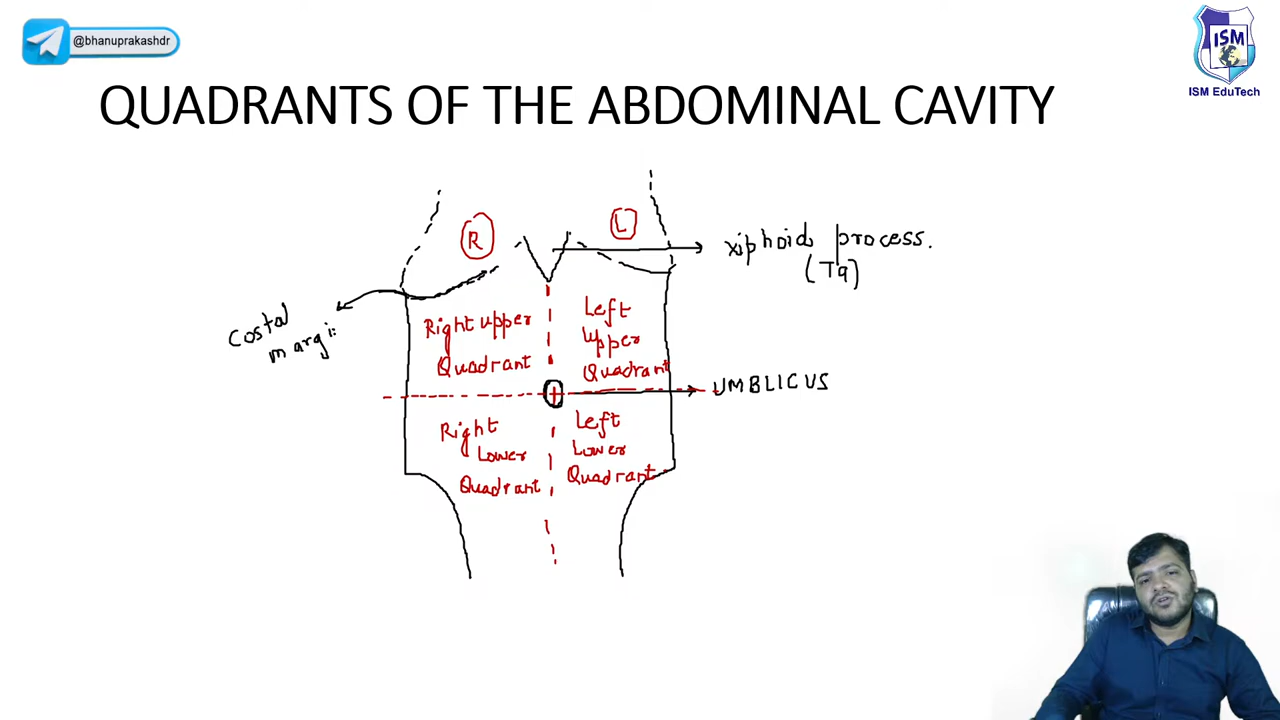 @bhanuprakashdr
ISM
ISM EduTech
QUADRANTS OF THE ABDOMINAL CAVITY
R
L
xiphoid process.
(T9)
Costal
margi
Right upper
Quadrant
Left
Upper
Quadrant
UMBLICUS
Right
Lower
Quadrant
Left
Lower
Quadrant